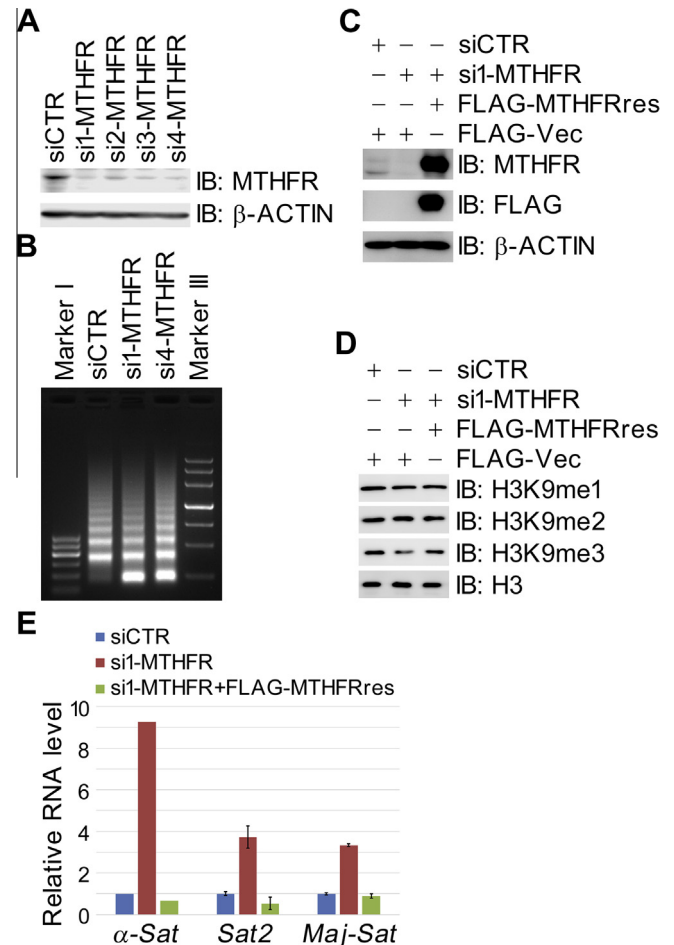 A
siCTR
si1-MTHFR
si2-MTHFR
si3-MTHFR
si4-MTHFR
IB: MTHFR
IB: β-ACTIN
B
Marker I
siCTR
si1-MTHFR
si4-MTHFR
Marker III
C
+ − − siCTR
− + + si1-MTHFR
− − + FLAG-MTHFRres
+ + − FLAG-Vec
IB: MTHFR
IB: FLAG
IB: β-ACTIN
D
+ − − siCTR
− + + si1-MTHFR
− − + FLAG-MTHFRres
+ + − FLAG-Vec
IB: H3K9me1
IB: H3K9me2
IB: H3K9me3
IB: H3
E
siCTR
si1-MTHFR
si1-MTHFR+FLAG-MTHFRres
Relative RNA level
10
8
6
4
2
0
α-Sat Sat2 Maj-Sat